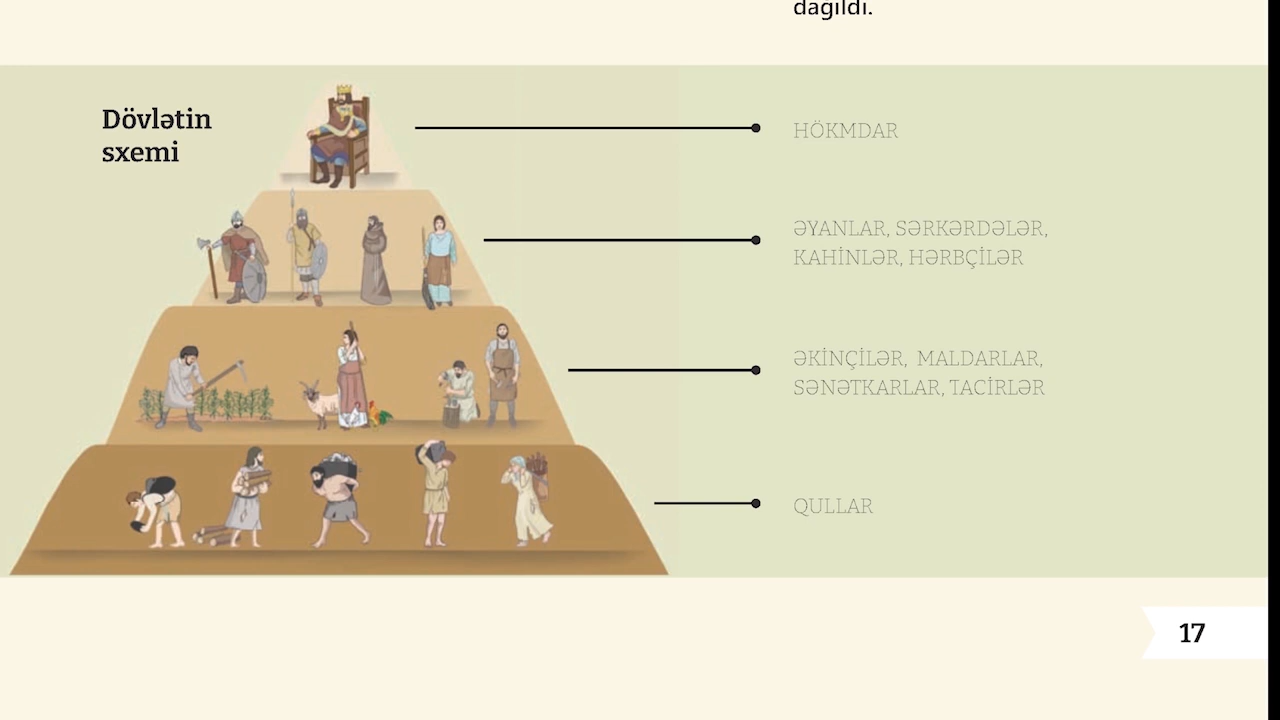 dağıldı.
Dövlətin
sxemi
HÖKMDAR
ƏYANLAR, SƏRKƏRDƏLƏR,
KAHİNLƏR, HƏRBÇİLƏR
ƏKİNÇİLƏR, MALDARLAR,
SƏNƏTKARLAR, TACİRLƏR
QULLAR
17